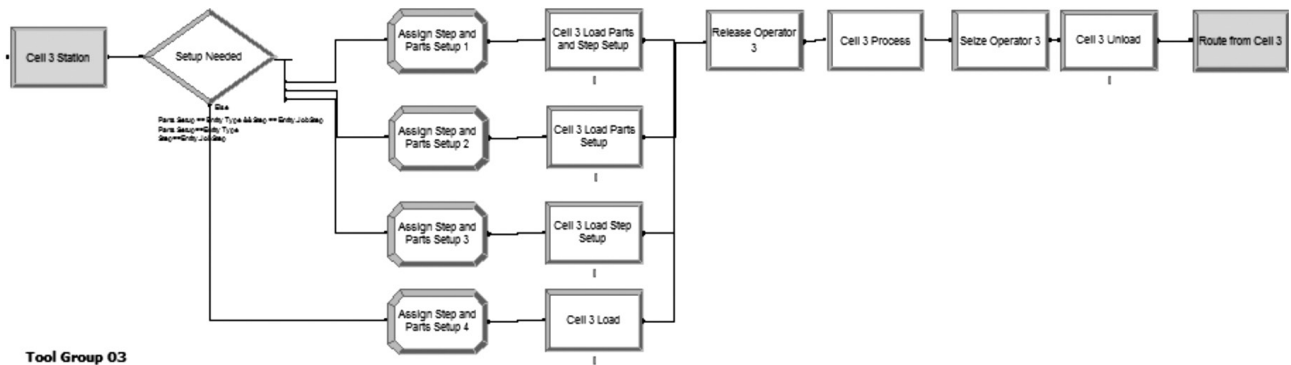 Cell 3 Station
Setup Needed
Else
Parts Setup == Entity.Type && Step == Entity.JobStep
Parts Setup==Entity.Type
Step==Entity.JobStep
Assign Step and
Parts Setup 1
Cell 3 Load Parts
and Step Setup
Assign Step and
Parts Setup 2
Cell 3 Load Parts
Setup
Assign Step and
Parts Setup 3
Cell 3 Load Step
Setup
Assign Step and
Parts Setup 4
Cell 3 Load
Release Operator
3
Cell 3 Process
Seize Operator 3
Cell 3 Unload
Route from Cell 3
Tool Group 03